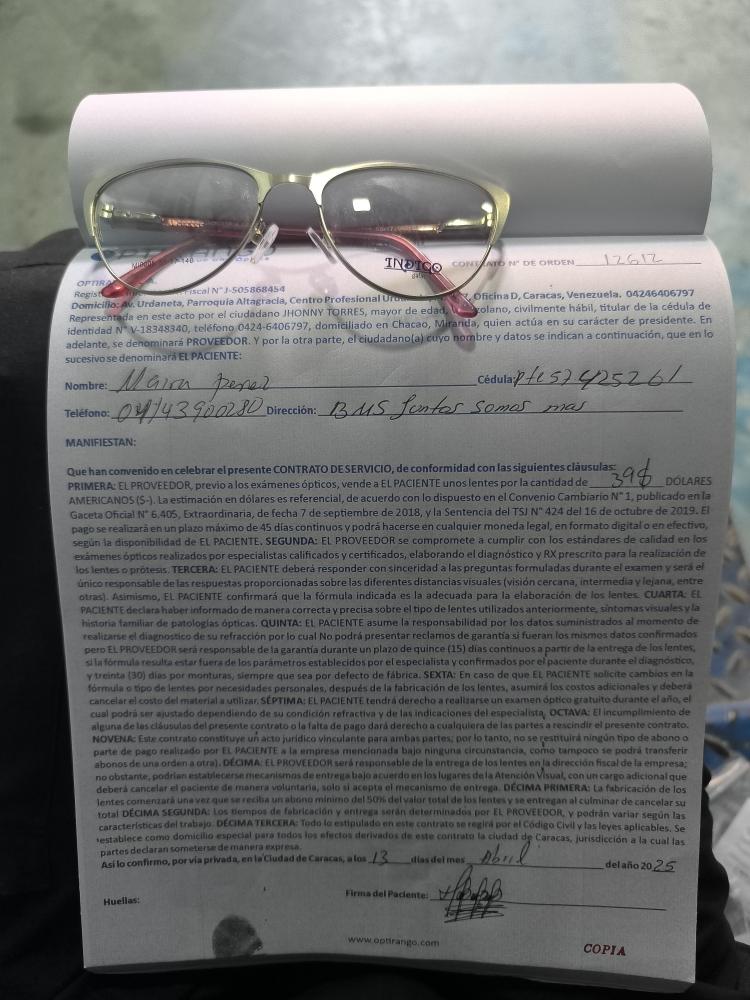 INDIGO
CONTRATO N° DE ORDEN 12612
OPTIRA
Regist Fiscal N° J-505868454
Domicilio: Av. Urdaneta, Parroquia Altagracia, Centro Profesional Oficina D, Caracas, Venezuela. 04246406797
Representada en este acto por el ciudadano JHONNY TORRES, mayor de edad, civilmente hábil, titular de la cédula de
identidad N° V-18348340, teléfono 0424-6406797, domiciliado en Chacao, Miranda, quien actúa en su carácter de presidente. En
adelante, se denominará PROVEEDOR. Y por la otra parte, el ciudadano(a) cuyo nombre y datos se indican a continuación, que en lo
sucesivo se denominará EL PACIENTE:
Nombre: Maira perez Cédula:
Teléfono: 04143900280 Dirección: BMS Juntos somos mas
MANIFIESTAN:
Que han convenido en celebrar el presente CONTRATO DE SERVICIO, de conformidad con las siguientes cláusulas:
PRIMERA: EL PROVEEDOR, previo a los exámenes ópticos, vende a EL PACIENTE unos lentes por la cantidad de 39$ DÓLARES
AMERICANOS ($-). La estimación en dólares es referencial, de acuerdo con lo dispuesto en el Convenio Cambiario N° 1, publicado en la
Gaceta Oficial N° 6.405, Extraordinaria, de fecha 7 de septiembre de 2018, y la Sentencia del TSJ N° 424 del 16 de octubre de 2019. El
pago se realizará en un plazo máximo de 45 días continuos y podrá hacerse en cualquier moneda legal, en formato digital o en efectivo,
según la disponibilidad de EL PACIENTE. SEGUNDA: EL PROVEEDOR se compromete a cumplir con los estándares de calidad en los
exámenes ópticos realizados por especialistas calificados y certificados, elaborando el diagnóstico y RX prescrito para la realización de
los lentes o prótesis. TERCERA: EL PACIENTE deberá responder con sinceridad a las preguntas formuladas durante el examen y será el
único responsable de las respuestas proporcionadas sobre las diferentes distancias visuales (visión cercana, intermedia y lejana, entre
otras). Asimismo, EL PACIENTE confirmará que la fórmula indicada es la adecuada para la elaboración de los lentes. CUARTA: EL
PACIENTE declara haber informado de manera correcta y precisa sobre el tipo de lentes utilizados anteriormente, síntomas visuales y la
historia familiar de patologías ópticas. QUINTA: EL PACIENTE asume la responsabilidad por los datos suministrados al momento de
realizarse el diagnostico de su refracción por lo cual No podrá presentar reclamos de garantía si fueran los mismos datos confirmados
pero EL PROVEEDOR será responsable de la garantía durante un plazo de quince (15) días continuos a partir de la entrega de los lentes,
si la fórmula resulta estar fuera de los parámetros establecidos por el especialista y confirmados por el paciente durante el diagnóstico,
y treinta (30) días por monturas, siempre que sea por defecto de fábrica. SEXTA: En caso de que EL PACIENTE solicite cambios en la
fórmula o tipo de lentes por necesidades personales, después de la fabricación de los lentes, asumirá los costos adicionales y deberá
cancelar el costo del material a utilizar. SÉPTIMA: EL PACIENTE tendrá derecho a realizarse un examen óptico gratuito durante el año, el
cual podrá ser ajustado dependiendo de su condición refractiva y de las indicaciones del especialista. OCTAVA: El incumplimiento de
alguna de las cláusulas del presente contrato o la falta de pago dará derecho a cualquiera de las partes a rescindir el presente contrato.
NOVENA: Este contrato constituye un acto jurídico vinculante para ambas partes; por lo tanto, no se restituirá ningún tipo de abono o
parte de pago realizado por EL PACIENTE a la empresa mencionada bajo ninguna circunstancia, como tampoco se podrá transferir
abonos de una orden a otra). DÉCIMA: EL PROVEEDOR será responsable de la entrega de los lentes en la dirección fiscal de la empresa;
no obstante, podrían establecerse mecanismos de entrega bajo acuerdo en los lugares de la Atención Visual, con un cargo adicional que
deberá cancelar el paciente de manera voluntaria, solo si acepta el mecanismo de entrega. DÉCIMA PRIMERA: La fabricación de los
lentes comenzará una vez que se reciba un abono mínimo del 50% del valor total de los lentes y se entregan al culminar de cancelar su
total DÉCIMA SEGUNDA: Los tiempos de fabricación y entrega serán determinados por EL PROVEEDOR, y podrán variar según las
características del trabajo. DÉCIMA TERCERA: Todo lo estipulado en este contrato se regirá por el Código Civil y las leyes aplicables. Se
establece como domicilio especial para todos los efectos derivados de este contrato la ciudad de Caracas, jurisdicción a la cual las
partes declaran someterse de manera expresa.
Así lo confirmo, por vía privada, en la Ciudad de Caracas, a los 13 días del mes Abril del año 2025
Huellas: Firma del Paciente:
www.optirango.com
COPIA